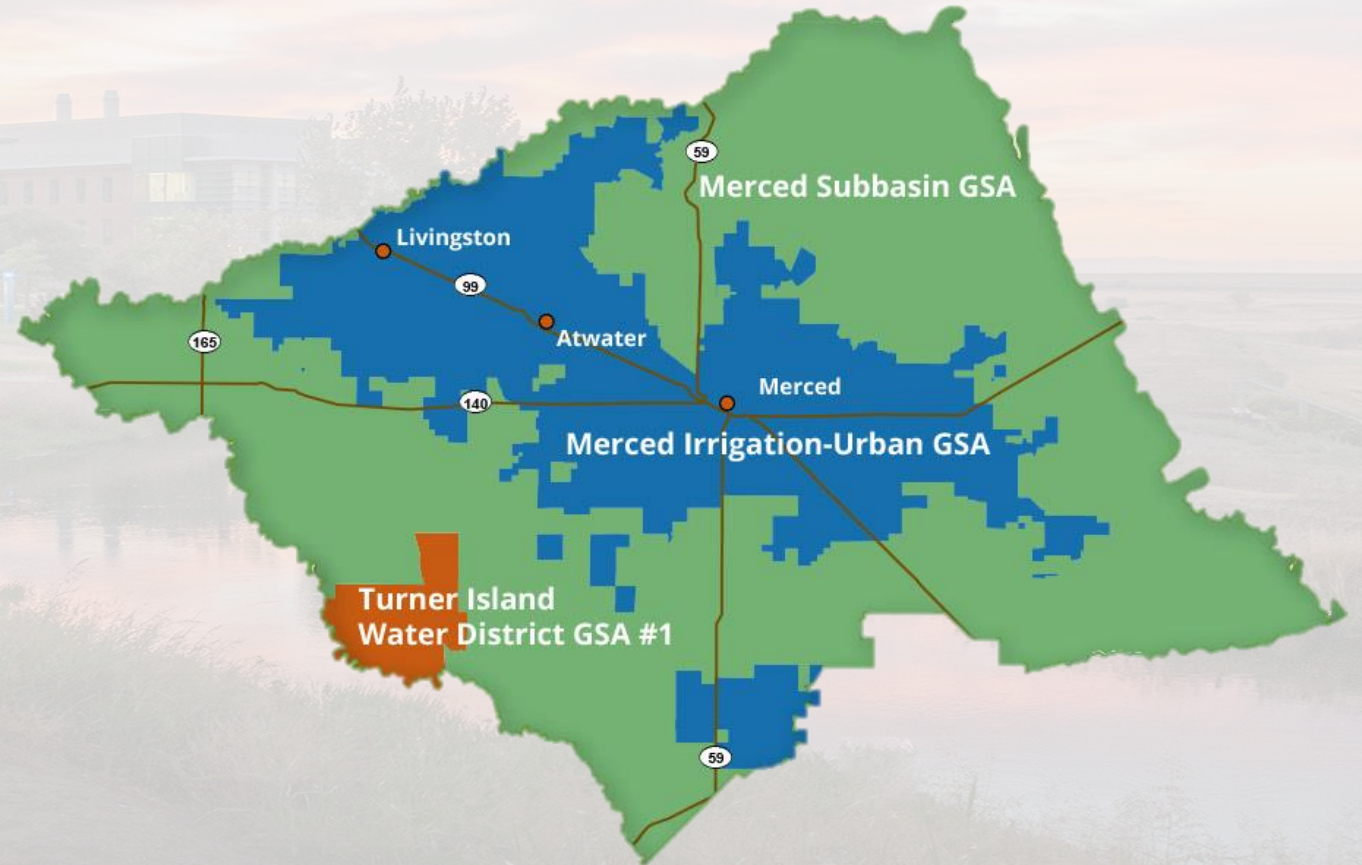 59
Merced Subbasin GSA
Livingston
99
Atwater
165
Merced
140
Merced Irrigation-Urban GSA
Turner Island
Water District GSA #1
59